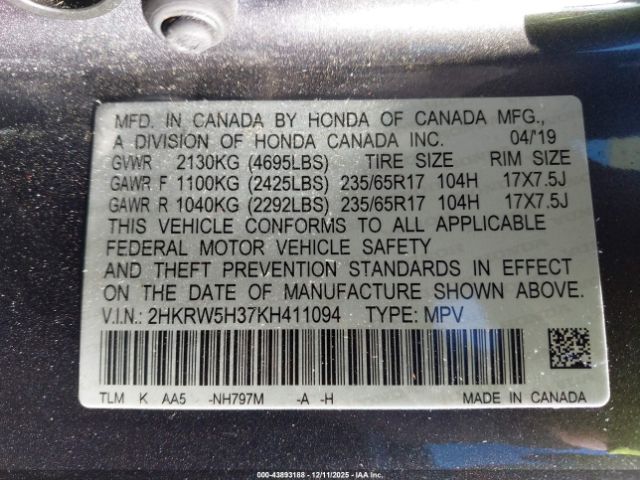 MFD. IN CANADA BY HONDA OF CANADA MFG.,
A DIVISION OF HONDA CANADA INC. 04/'19
GVWR 2130KG (4695LBS) TIRE SIZE RIM SIZE
GAWR F 1100KG (2425LBS) 235/65R17 104H 17X7.5J
GAWR R 1040KG (2292LBS) 235/65R17 104H 17X7.5J
THIS VEHICLE CONFORMS TO ALL APPLICABLE
FEDERAL MOTOR VEHICLE SAFETY
AND THEFT PREVENTION STANDARDS IN EFFECT
ON THE DATE OF MANUFACTURE SHOWN ABOVE.
V.I.N.: 2HKRW5H37KH411094 TYPE: MPV
TLM K AA5 -NH797M -A -H MADE IN CANADA
000-43893188 - 12/11/2025 - IAAI.COM